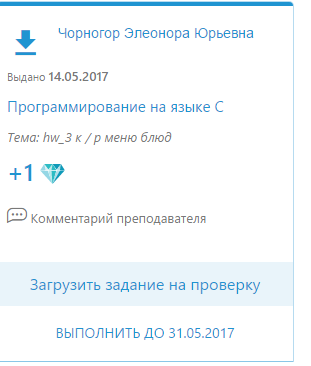 Чорногор Элеонора Юрьевна
Выдано 14.05.2017
Программирование на языке C
Тема: hw_3 к / р меню блюд
+1
Комментарий преподавателя
Загрузить задание на проверку
ВЫПОЛНИТЬ ДО 31.05.2017